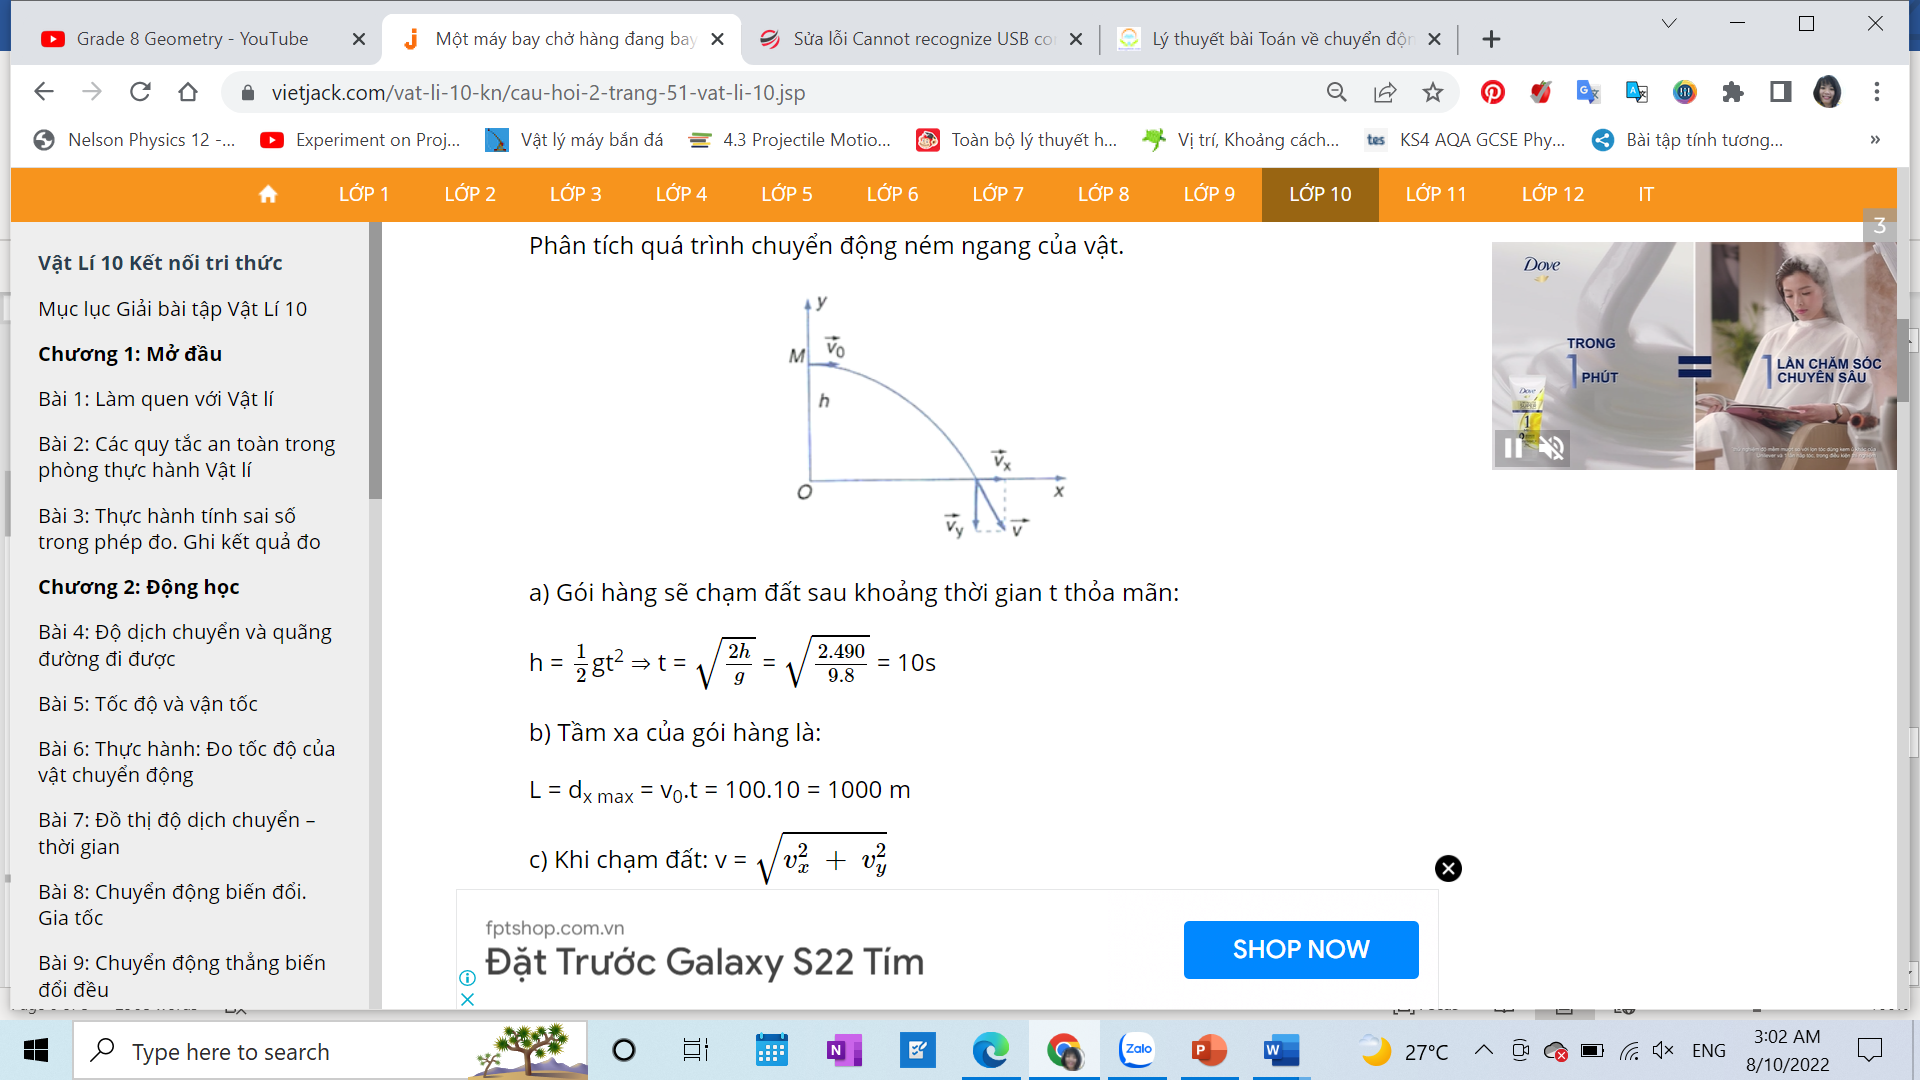 Grade 8 Geometry - YouTube
Một máy bay chở hàng đang bay
Sửa lỗi Cannot recognize USB co
Lý thuyết bài Toán về chuyển độn
vietjack.com/vat-li-10-kn/cau-hoi-2-trang-51-vat-li-10.jsp
Nelson Physics 12 -...
Experiment on Proj...
Vật lý máy bắn đá
4.3 Projectile Motio...
Toàn bộ lý thuyết h...
Vị trí, Khoảng cách...
tes
KS4 AQA GCSE Phy...
Bài tập tính tương...
»
LỚP 1 LỚP 2 LỚP 3 LỚP 4 LỚP 5 LỚP 6 LỚP 7 LỚP 8 LỚP 9 LỚP 10 LỚP 11 LỚP 12 IT
Vật Lí 10 Kết nối tri thức
Mục lục Giải bài tập Vật Lí 10
Chương 1: Mở đầu
Bài 1: Làm quen với Vật lí
Bài 2: Các quy tắc an toàn trong
phòng thực hành Vật lí
Bài 3: Thực hành tính sai số
trong phép đo. Ghi kết quả đo
Chương 2: Động học
Bài 4: Độ dịch chuyển và quãng
đường đi được
Bài 5: Tốc độ và vận tốc
Bài 6: Thực hành: Đo tốc độ của
vật chuyển động
Bài 7: Đồ thị độ dịch chuyển –
thời gian
Bài 8: Chuyển động biến đổi.
Gia tốc
Bài 9: Chuyển động thẳng biến
đổi đều
Phân tích quá trình chuyển động ném ngang của vật.
y
M v⃗0
h
v⃗x
O x
v⃗y v⃗
a) Gói hàng sẽ chạm đất sau khoảng thời gian t thỏa mãn:
h = 1/2 gt² ⇒ t = √(2h/g) = √(2.490/9.8) = 10s
b) Tầm xa của gói hàng là:
L = dx max = v0.t = 100.10 = 1000 m
c) Khi chạm đất: v = √(vx² + vy²)
3
Dove
TRONG
1 PHÚT
=
1 LẦN CHĂM SÓC
CHUYÊN SÂU
Dove
1
fptshop.com.vn
Đặt Trước Galaxy S22 Tím
SHOP NOW
Type here to search
N
Zalo
P
W
27°C
ENG
3:02 AM
8/10/2022